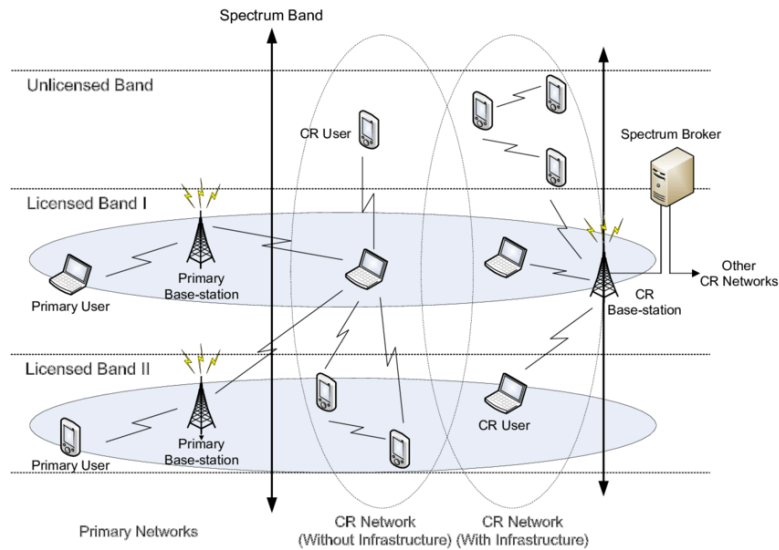 Spectrum Band
Unlicensed Band
CR User
Spectrum Broker
Licensed Band I
Primary User
Primary
Base-station
CR
Base-station
Other
CR Networks
Licensed Band II
Primary User
Primary
Base-station
CR User
Primary Networks
CR Network
(Without Infrastructure)
CR Network
(With Infrastructure)